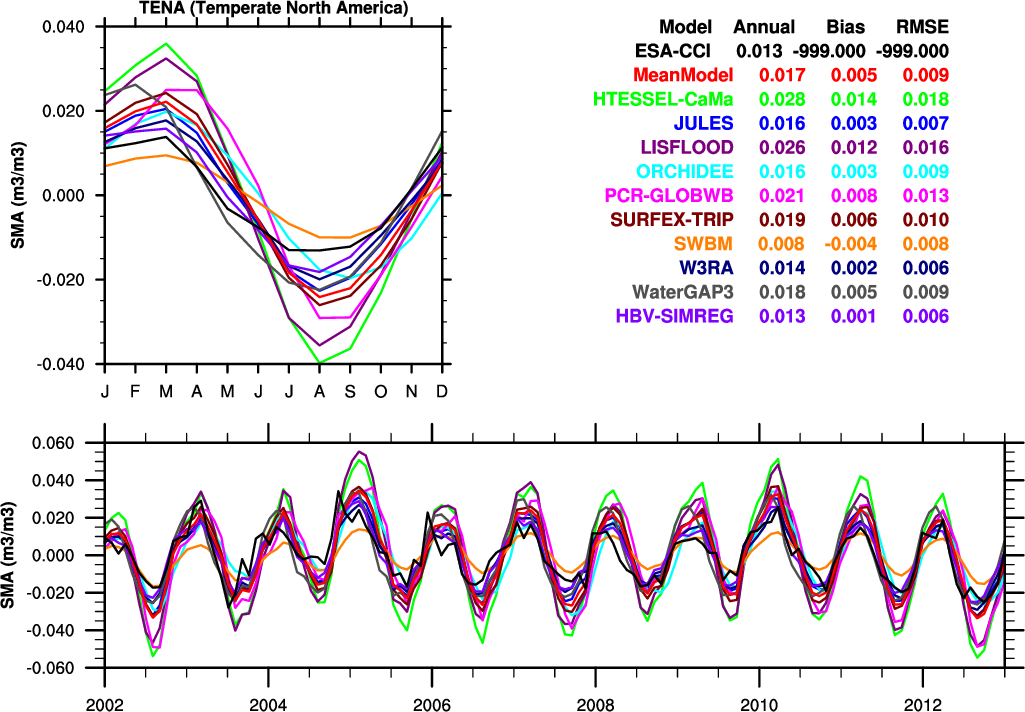 TENA (Temperate North America)
0.040
0.020
0.000
-0.020
-0.040
SMA (m3/m3)
J F M A M J J A S O N D
Model Annual Bias RMSE
ESA-CCI 0.013 -999.000 -999.000
MeanModel 0.017 0.005 0.009
HTESSEL-CaMa 0.028 0.014 0.018
JULES 0.016 0.003 0.007
LISFLOOD 0.026 0.012 0.016
ORCHIDEE 0.016 0.003 0.009
PCR-GLOBWB 0.021 0.008 0.013
SURFEX-TRIP 0.019 0.006 0.010
SWBM 0.008 -0.004 0.008
W3RA 0.014 0.002 0.006
WaterGAP3 0.018 0.005 0.009
HBV-SIMREG 0.013 0.001 0.006
0.060
0.040
0.020
0.000
-0.020
-0.040
-0.060
SMA (m3/m3)
2002 2004 2006 2008 2010 2012